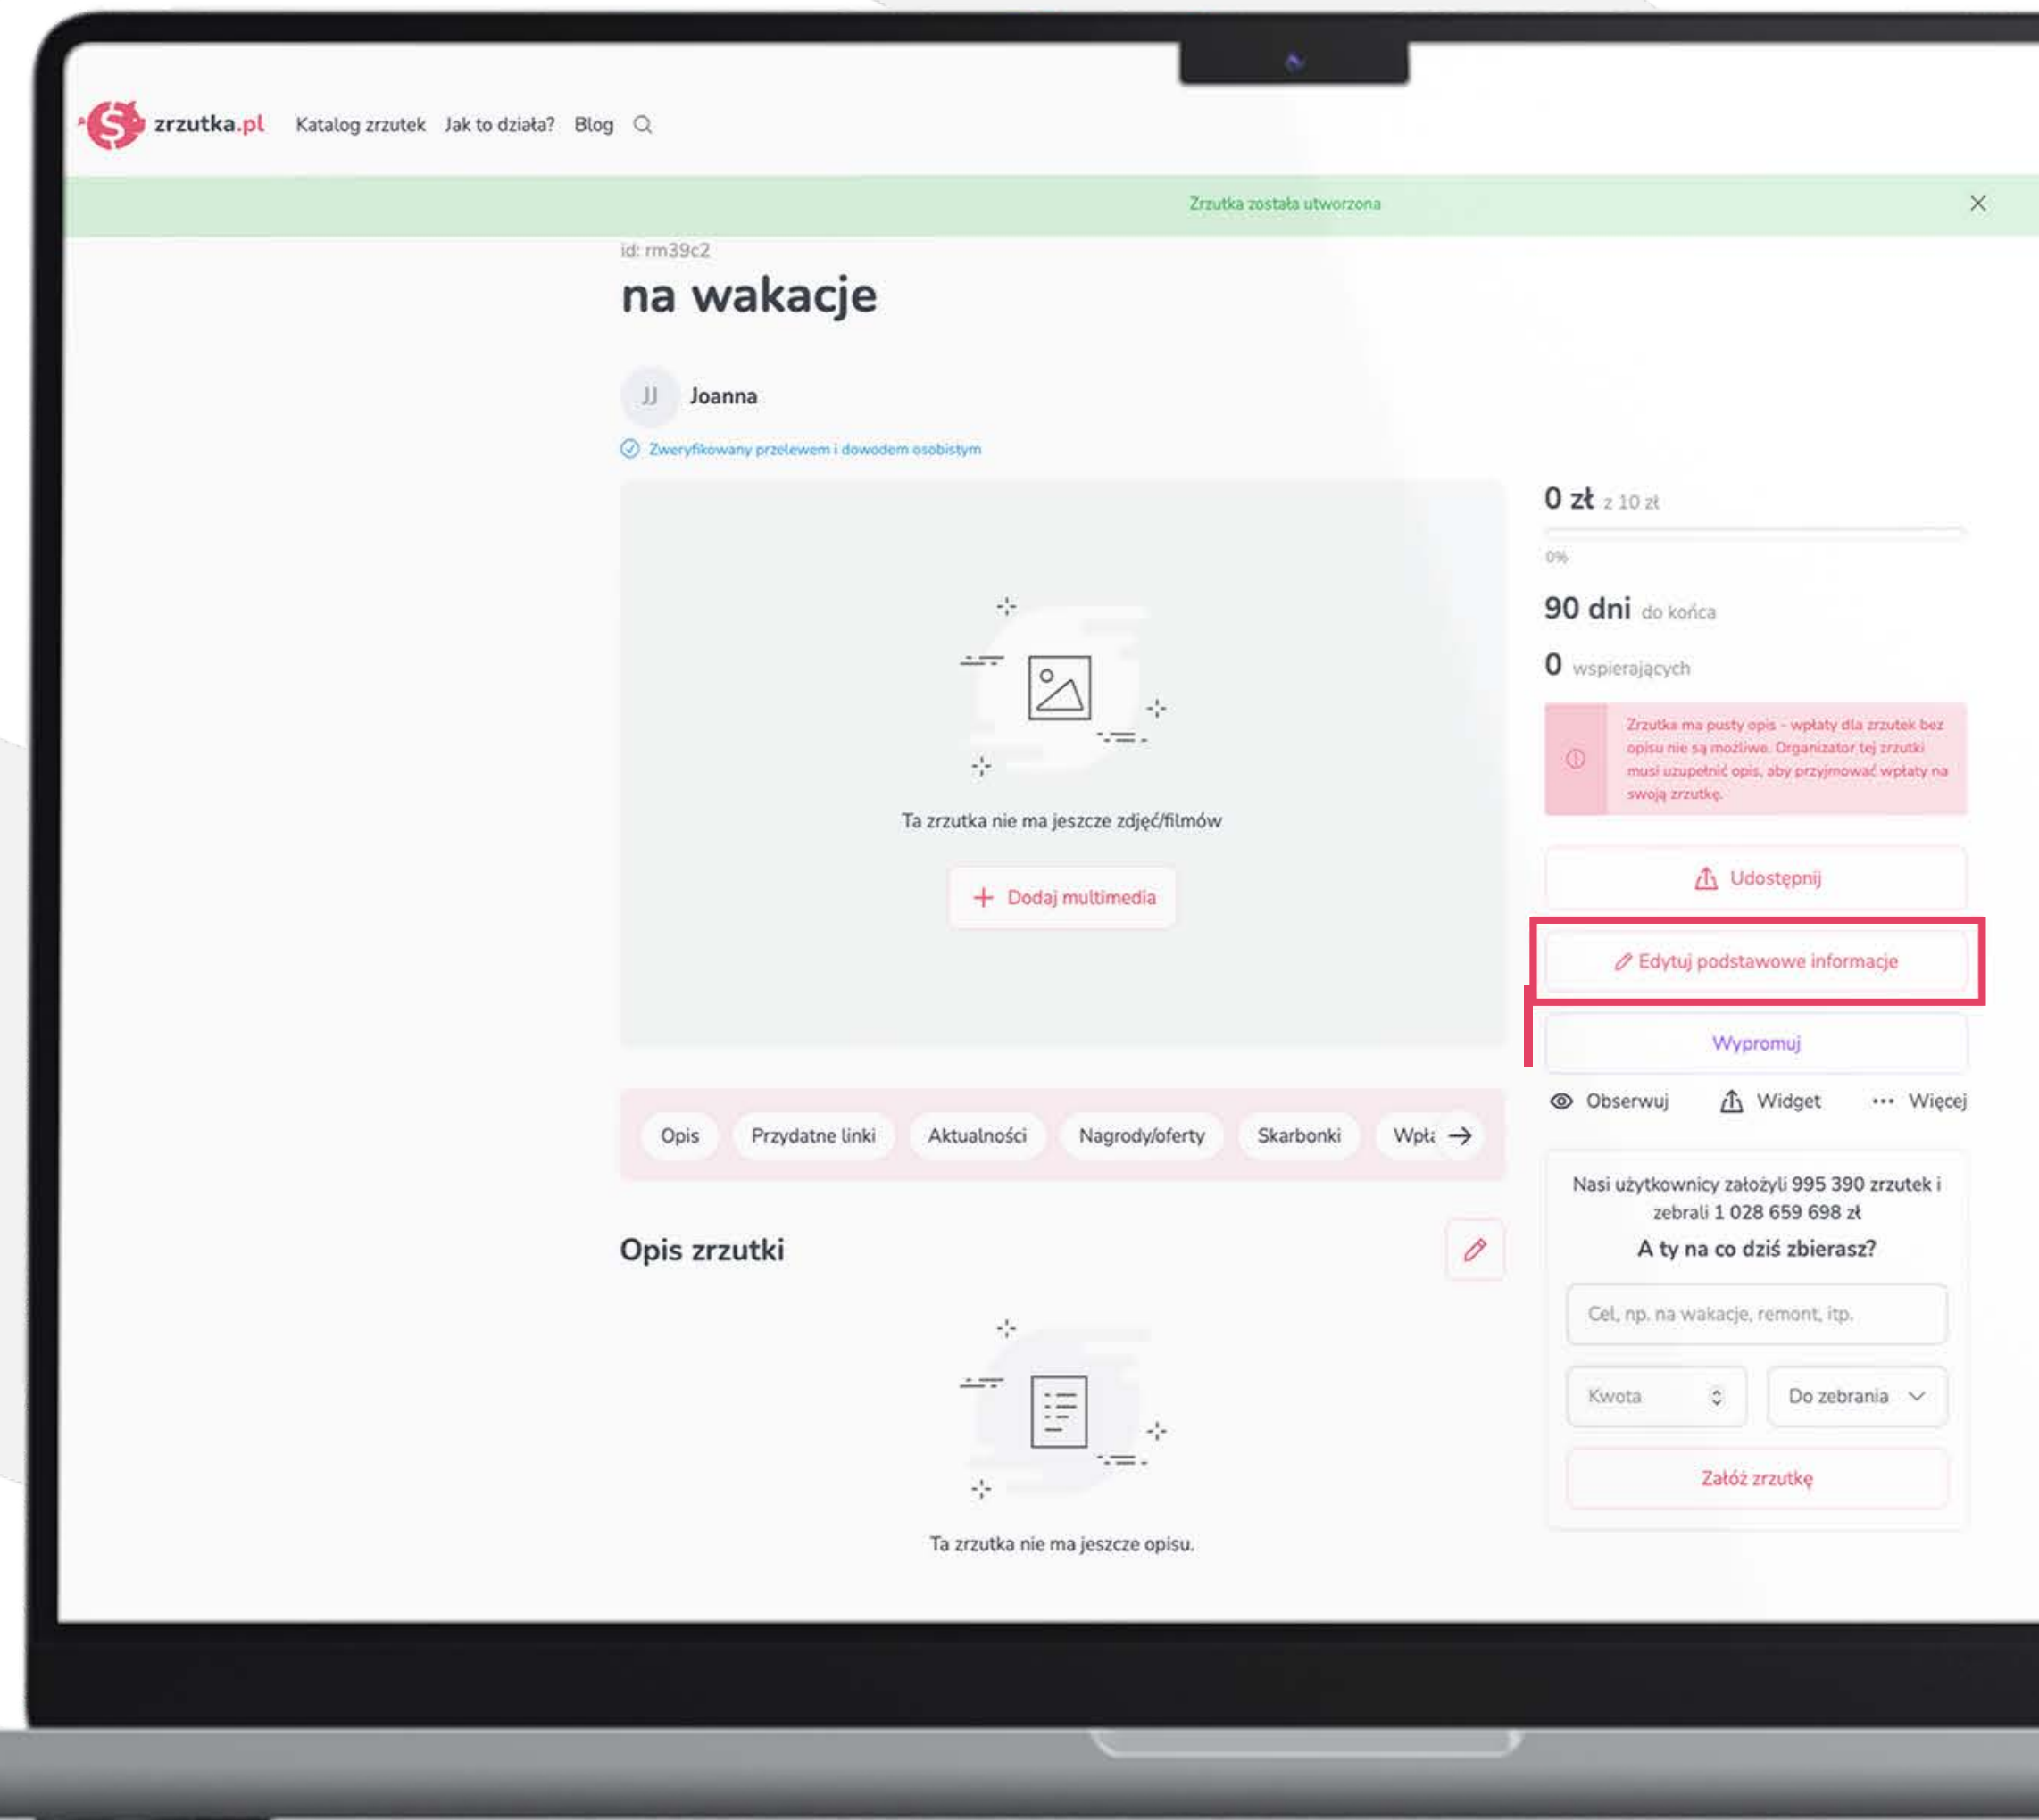 zrzutka.pl
Katalog zrzutek Jak to działa? Blog
Zrzutka została utworzona
id: rm39c2
na wakacje
JJ Joanna
Zweryfikowany przelewem i dowodem osobistym
Ta zrzutka nie ma jeszcze zdjęć/filmów
+ Dodaj multimedia
0 zł z 10 zł
0%
90 dni do końca
0 wspierających
Zrzutka ma pusty opis - wpłaty dla zrzutek bez
opisu nie są możliwe. Organizator tej zrzutki
musi uzupełnić opis, aby przyjmować wpłaty na
swoją zrzutkę.
Udostępnij
Edytuj podstawowe informacje
Wypromuj
Obserwuj Widget Więcej
Opis Przydatne linki Aktualności Nagrody/oferty Skarbonki
Opis zrzutki
Ta zrzutka nie ma jeszcze opisu.
Nasi użytkownicy założyli 995 390 zrzutek i
zebrali 1 028 659 698 zł
A ty na co dziś zbierasz?
Cel, np. na wakacje, remont, itp.
Kwota Do zebrania
Załóż zrzutkę